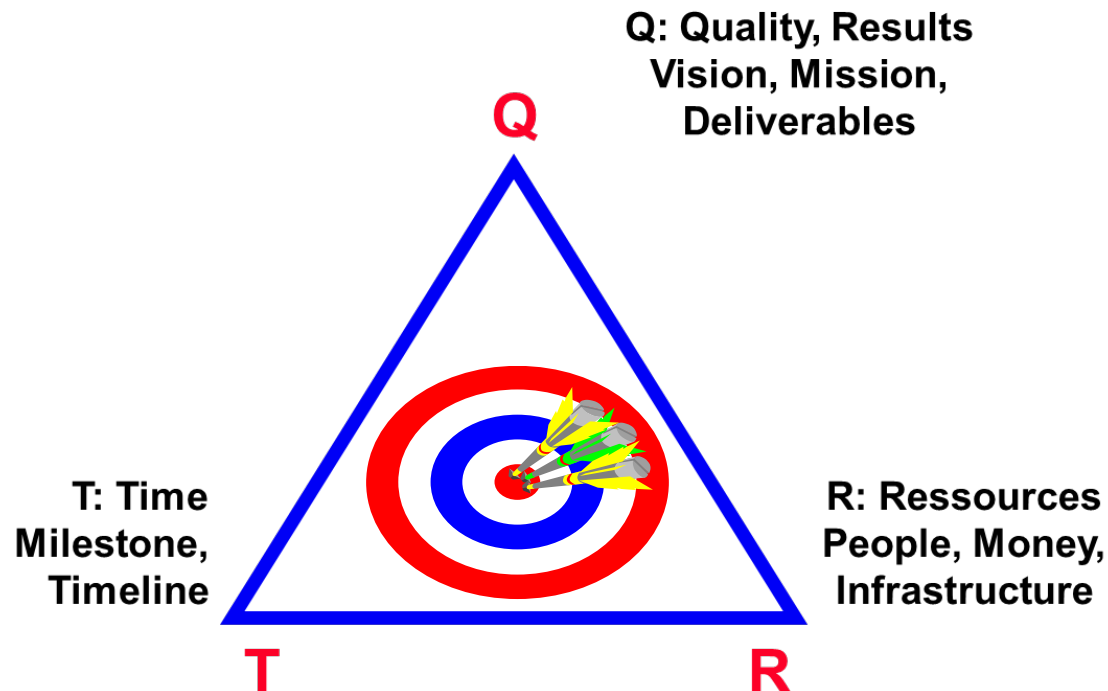 Q: Quality, Results
Vision, Mission,
Deliverables
Q
T: Time
Milestone,
Timeline
R: Ressources
People, Money,
Infrastructure
T
R